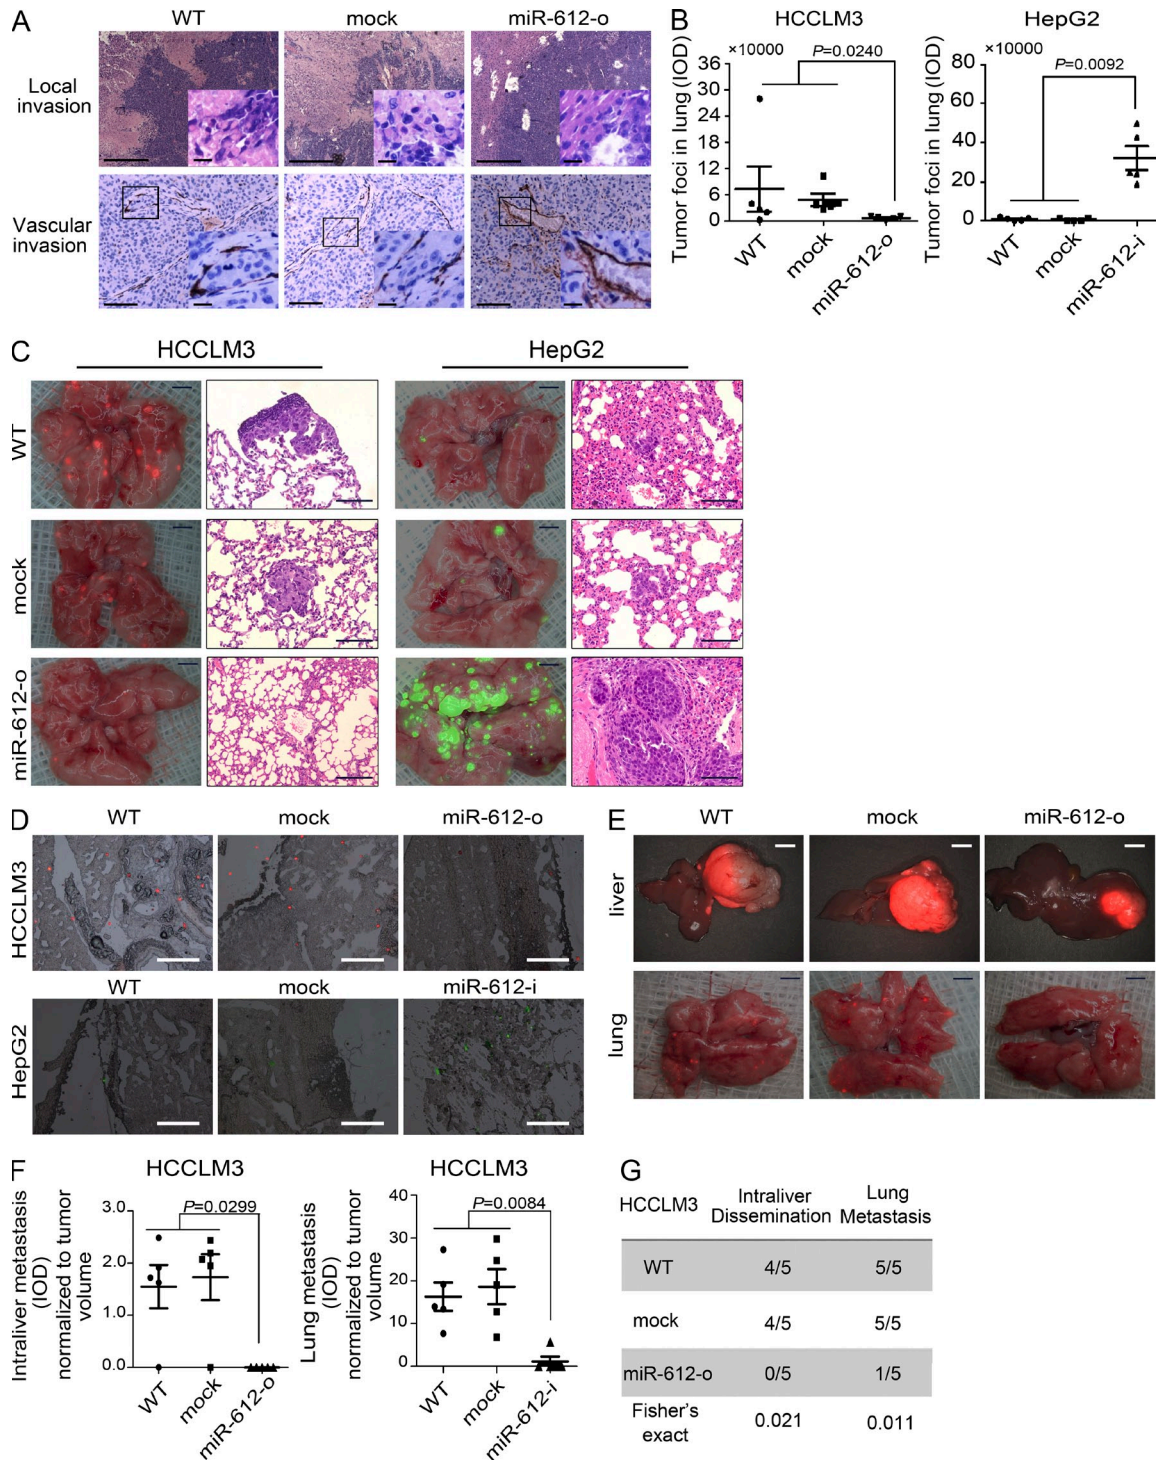 A
WT
mock
miR-612-o
Local
invasion
Vascular
invasion
B
HCCLM3
×10000
P=0.0240
Tumor foci in lung (IOD)
36
30
24
18
12
6
0
WT
mock
miR-612-o
HepG2
×10000
P=0.0092
Tumor foci in lung (IOD)
80
60
40
20
0
WT
mock
miR-612-i
C
HCCLM3
HepG2
WT
mock
miR-612-o
D
WT
mock
miR-612-o
HCCLM3
WT
mock
miR-612-i
HepG2
E
WT
mock
miR-612-o
liver
lung
F
HCCLM3
P=0.0299
Intraliver metastasis
(IOD)
normalized to tumor
volume
3.0
2.0
1.0
0.0
WT
mock
miR-612-o
HCCLM3
P=0.0084
Lung metastasis
(IOD)
normalized to tumor
volume
40
30
20
10
0
WT
mock
miR-612-i
G
HCCLM3 Intraliver Dissemination Lung Metastasis
WT 4/5 5/5
mock 4/5 5/5
miR-612-o 0/5 1/5
Fisher's exact 0.021 0.011